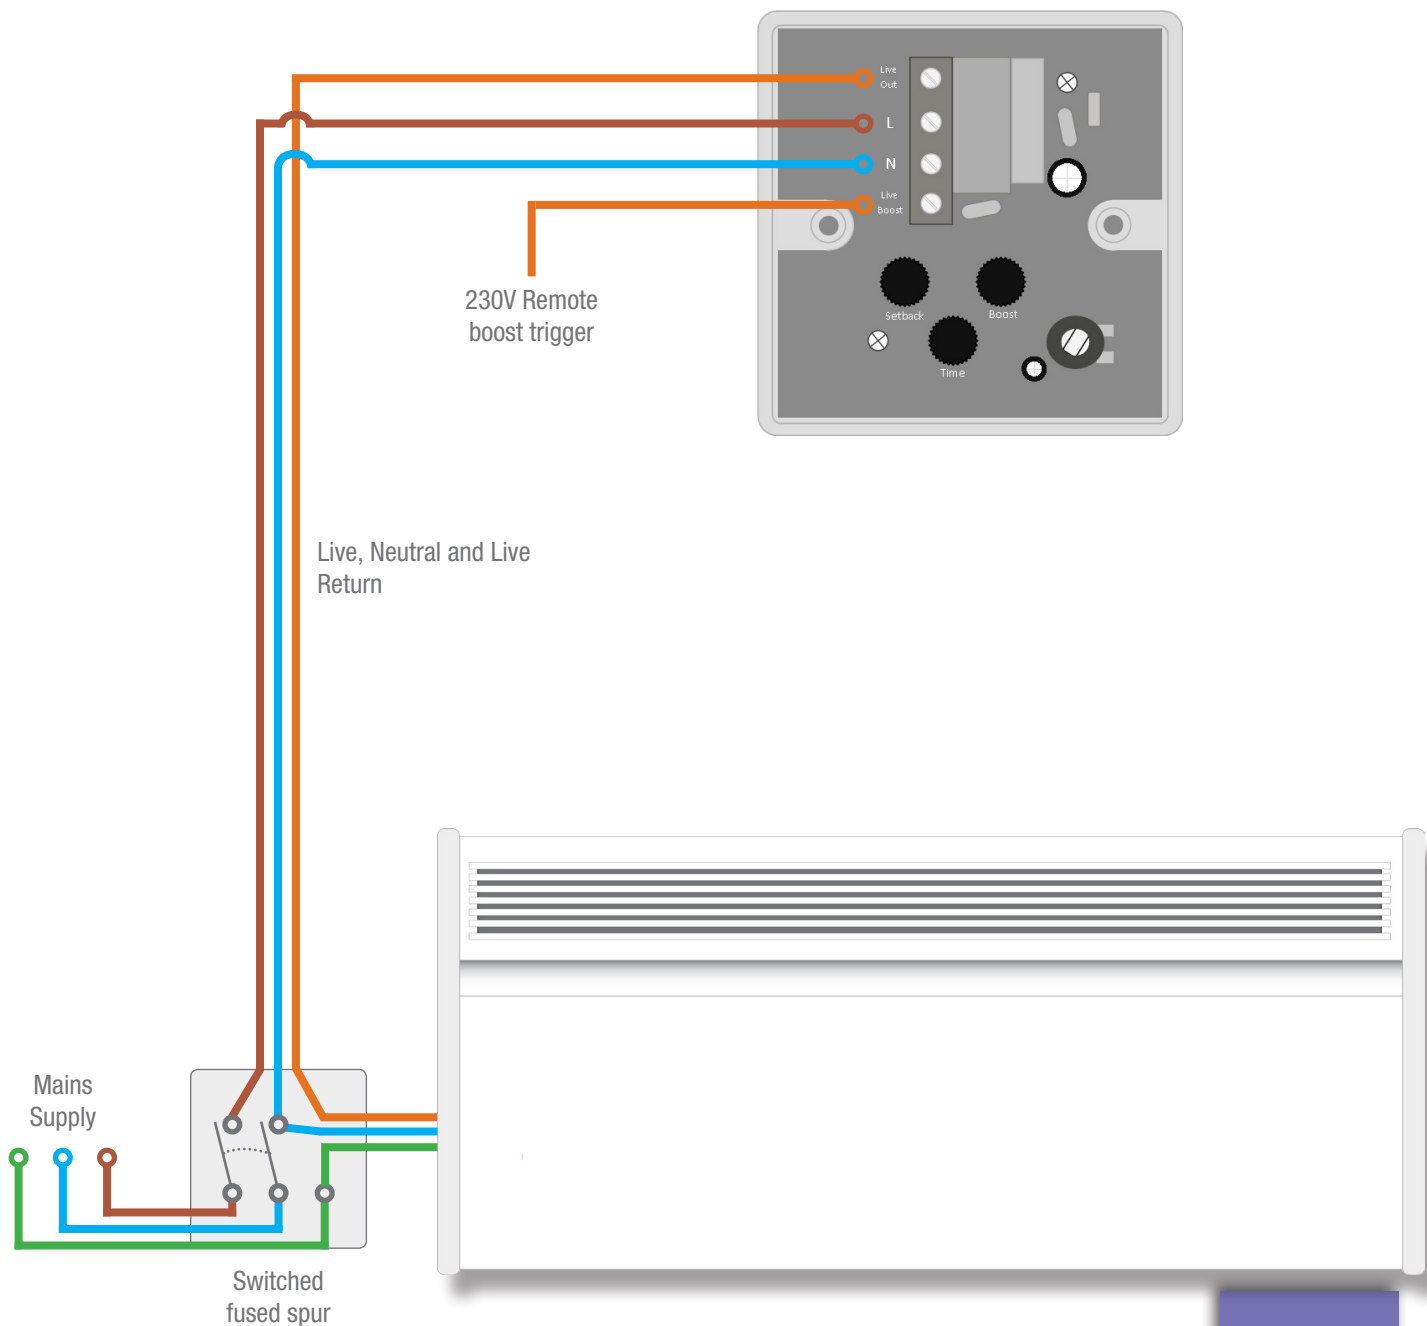 Live
Out
L
N
Live
Boost
230V Remote
boost trigger
Setback
Boost
Time
Live, Neutral and Live
Return
Mains
Supply
Switched
fused spur